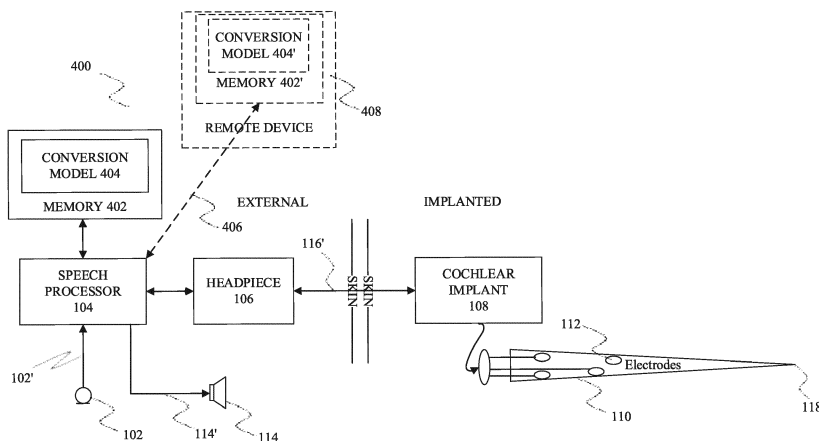 CONVERSION
MODEL 404'
MEMORY 402'
REMOTE DEVICE
408
400
CONVERSION
MODEL 404
MEMORY 402
406
EXTERNAL
IMPLANTED
116'
SPEECH
PROCESSOR
104
HEADPIECE
106
SKIN
SKIN
COCHLEAR
IMPLANT
108
112
Electrodes
110
118
102'
102
114'
114